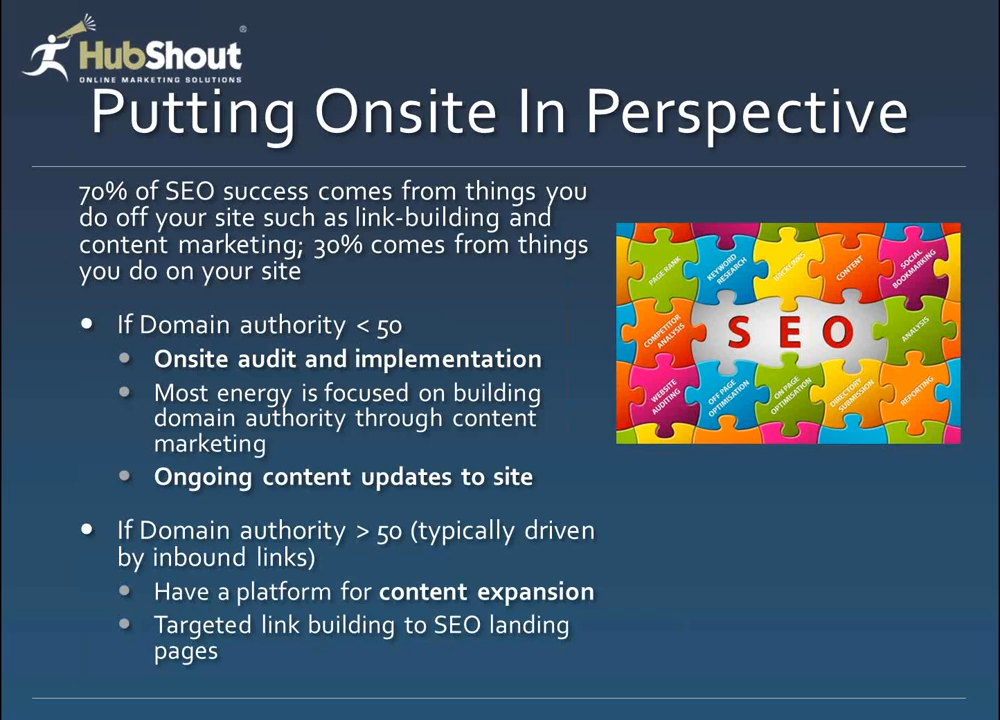 HubShout®
ONLINE MARKETING SOLUTIONS
Putting Onsite In Perspective
70% of SEO success comes from things you
do off your site such as link-building and
content marketing; 30% comes from things
you do on your site
• If Domain authority < 50
• Onsite audit and implementation
• Most energy is focused on building
domain authority through content
marketing
• Ongoing content updates to site
• If Domain authority > 50 (typically driven
by inbound links)
• Have a platform for content expansion
• Targeted link building to SEO landing
pages
PAGE RANK
KEYWORD
RESEARCH
BACKLINKS
CONTENT
SOCIAL
BOOKMARKING
COMPETITOR
ANALYSIS
SEO
ANALYSIS
WEBSITE
AUDITING
OFF PAGE
OPTIMISATION
ON PAGE
OPTIMISATION
DIRECTORY
SUBMISSION
REPORTING